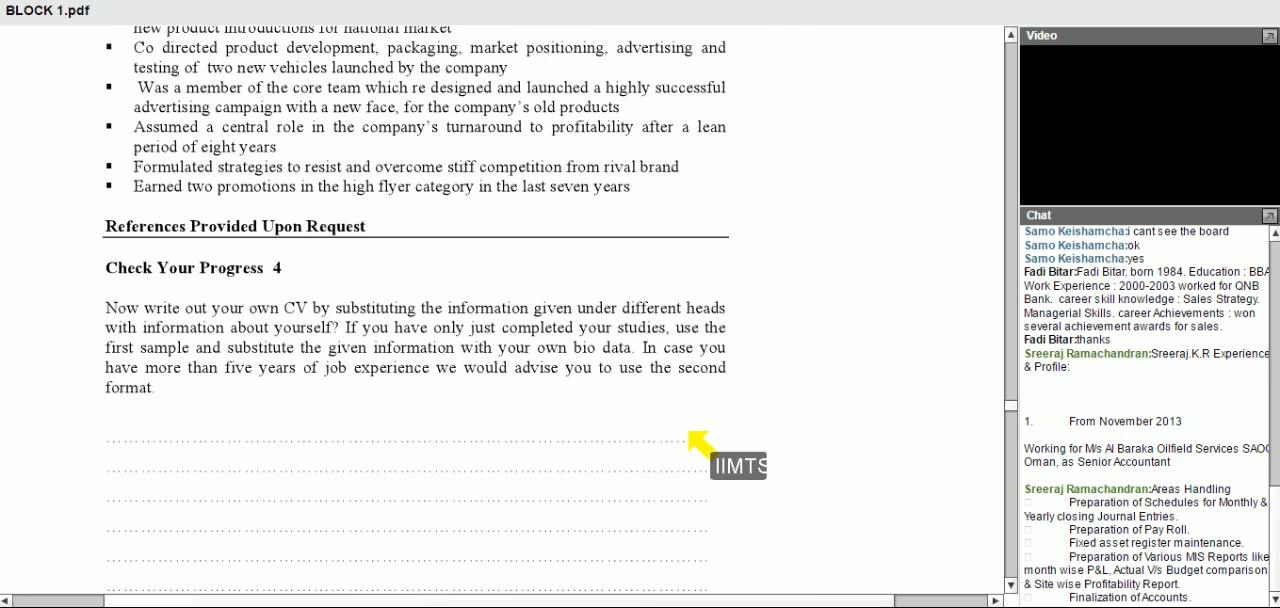 BLOCK 1.pdf
new product introductions for national market
▪ Co directed product development, packaging, market positioning, advertising and
testing of two new vehicles launched by the company
▪ Was a member of the core team which re designed and launched a highly successful
advertising campaign with a new face, for the company's old products
▪ Assumed a central role in the company's turnaround to profitability after a lean
period of eight years
▪ Formulated strategies to resist and overcome stiff competition from rival brand
▪ Earned two promotions in the high flyer category in the last seven years
References Provided Upon Request
Check Your Progress 4
Now write out your own CV by substituting the information given under different heads
with information about yourself? If you have only just completed your studies, use the
first sample and substitute the given information with your own bio data. In case you
have more than five years of job experience we would advise you to use the second
format.
IIMTS
Video
Chat
Samo Keishamcha:i cant see the board
Samo Keishamcha:ok
Samo Keishamcha:yes
Fadi Bitar:Fadi Bitar, born 1984. Education : BBA
Work Experience : 2000-2003 worked for QNB
Bank. career skill knowledge : Sales Strategy.
Managerial Skills. career Achievements : won
several achievement awards for sales.
Fadi Bitar:thanks
Sreeraj Ramachandran:Sreeraj.K.R Experience
& Profile:
1. From November 2013
Working for M/s Al Baraka Oilfield Services SAOC
Oman, as Senior Accountant
Sreeraj Ramachandran:Areas Handling
Preparation of Schedules for Monthly &
Yearly closing Journal Entries.
Preparation of Pay Roll.
Fixed asset register maintenance.
Preparation of Various MIS Reports like
month wise P&L, Actual V/s Budget comparison
& Site wise Profitability Report.
Finalization of Accounts.